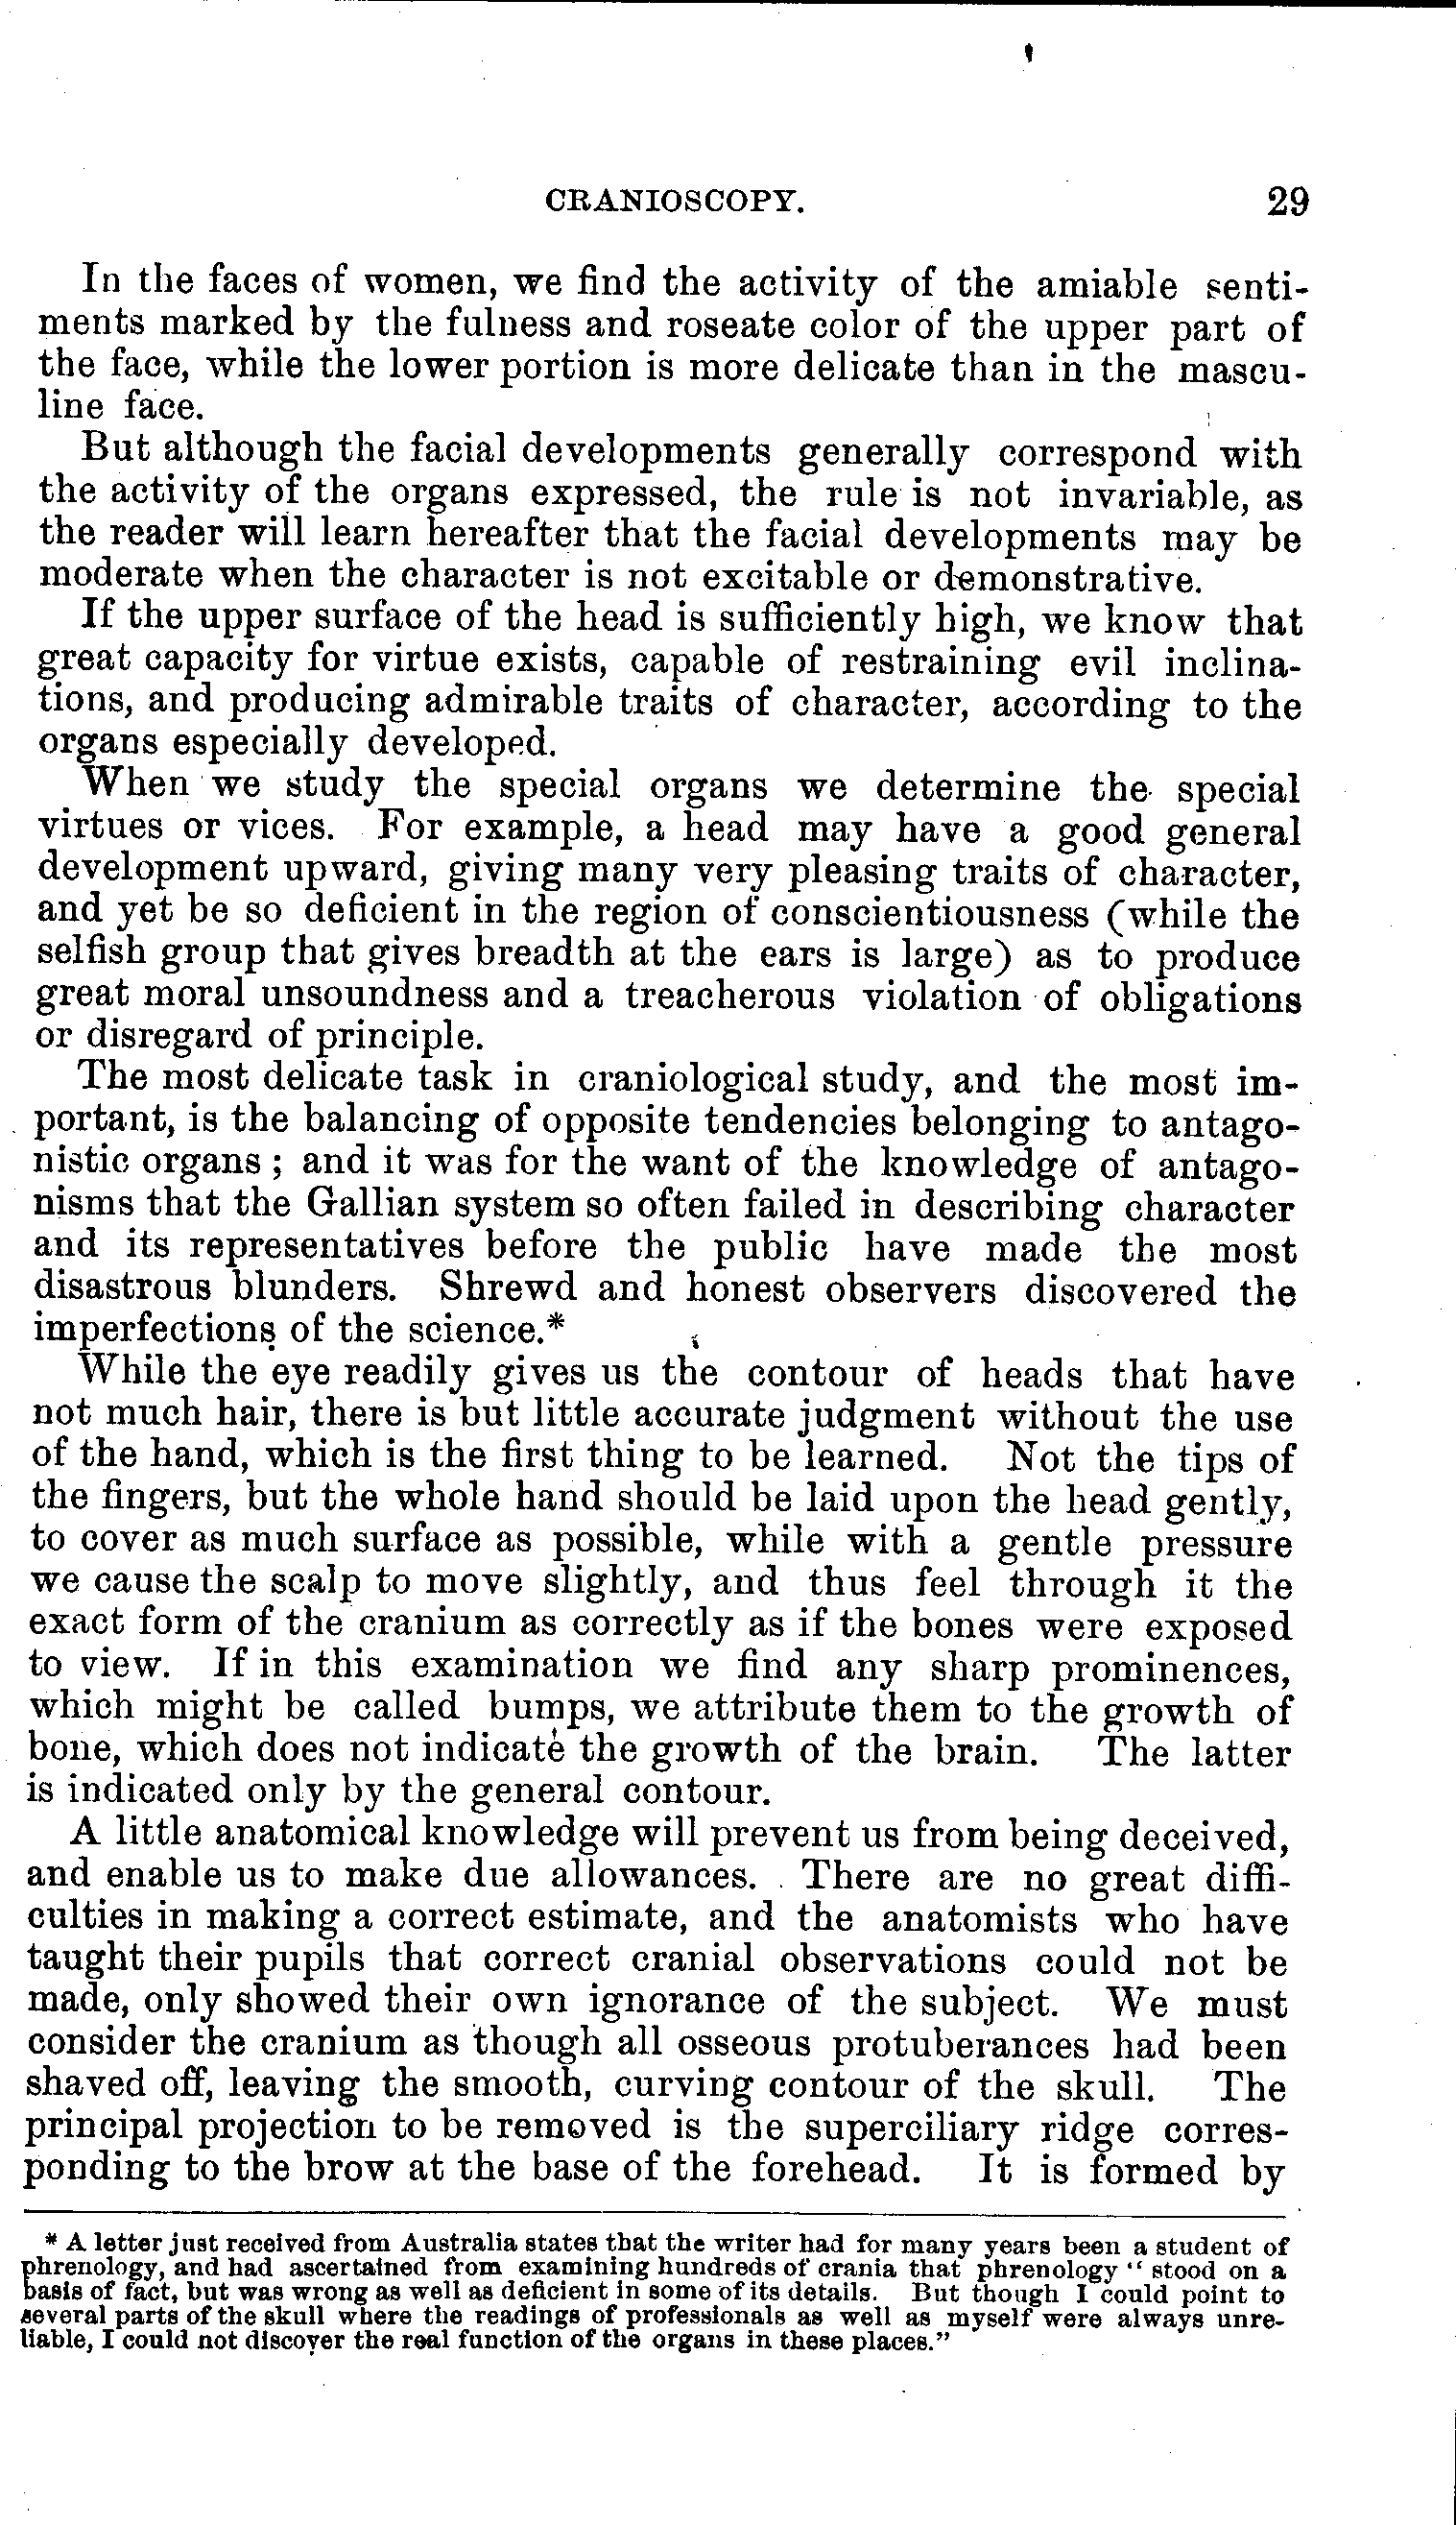 CRANIOSCOPY. 29
In the faces of women, we find the activity of the amiable senti-
ments marked by the fulness and roseate color of the upper part of
the face, while the lower portion is more delicate than in the mascu-
line face.
But although the facial developments generally correspond with
the activity of the organs expressed, the rule is not invariable, as
the reader will learn hereafter that the facial developments may be
moderate when the character is not excitable or demonstrative.
If the upper surface of the head is sufficiently high, we know that
great capacity for virtue exists, capable of restraining evil inclina-
tions, and producing admirable traits of character, according to the
organs especially developed.
When we study the special organs we determine the special
virtues or vices. For example, a head may have a good general
development upward, giving many very pleasing traits of character,
and yet be so deficient in the region of conscientiousness (while the
selfish group that gives breadth at the ears is large) as to produce
great moral unsoundness and a treacherous violation of obligations
or disregard of principle.
The most delicate task in craniological study, and the most im-
portant, is the balancing of opposite tendencies belonging to antago-
nistic organs ; and it was for the want of the knowledge of antago-
nisms that the Gallian system so often failed in describing character
and its representatives before the public have made the most
disastrous blunders. Shrewd and honest observers discovered the
imperfections of the science.*
While the eye readily gives us the contour of heads that have
not much hair, there is but little accurate judgment without the use
of the hand, which is the first thing to be learned. Not the tips of
the fingers, but the whole hand should be laid upon the head gently,
to cover as much surface as possible, while with a gentle pressure
we cause the scalp to move slightly, and thus feel through it the
exact form of the cranium as correctly as if the bones were exposed
to view. If in this examination we find any sharp prominences,
which might be called bumps, we attribute them to the growth of
bone, which does not indicate the growth of the brain. The latter
is indicated only by the general contour.
A little anatomical knowledge will prevent us from being deceived,
and enable us to make due allowances. There are no great diffi-
culties in making a correct estimate, and the anatomists who have
taught their pupils that correct cranial observations could not be
made, only showed their own ignorance of the subject. We must
consider the cranium as though all osseous protuberances had been
shaved off, leaving the smooth, curving contour of the skull. The
principal projection to be removed is the superciliary ridge corres-
ponding to the brow at the base of the forehead. It is formed by
* A letter just received from Australia states that the writer had for many years been a student of
phrenology, and had ascertained from examining hundreds of crania that phrenology “ stood on a
basis of fact, but was wrong as well as deficient in some of its details. But though I could point to
several parts of the skull where the readings of professionals as well as myself were always unre-
liable, I could not discover the real function of the organs in these places.”